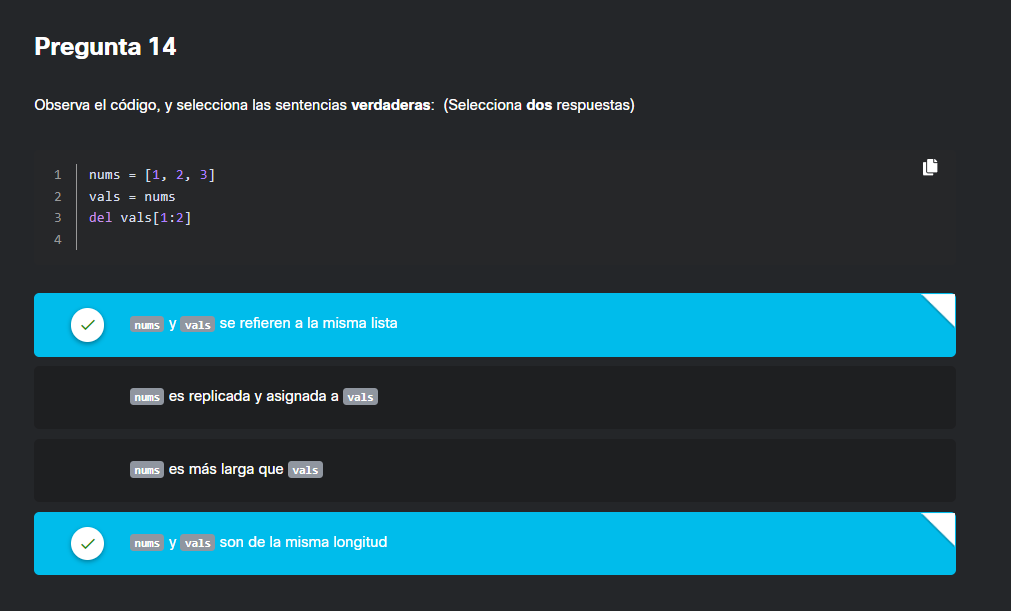 Pregunta 14
Observa el código, y selecciona las sentencias verdaderas: (Selecciona dos respuestas)
1 nums = [1, 2, 3]
2 vals = nums
3 del vals[1:2]
4
nums y vals se refieren a la misma lista
nums es replicada y asignada a vals
nums es más larga que vals
nums y vals son de la misma longitud